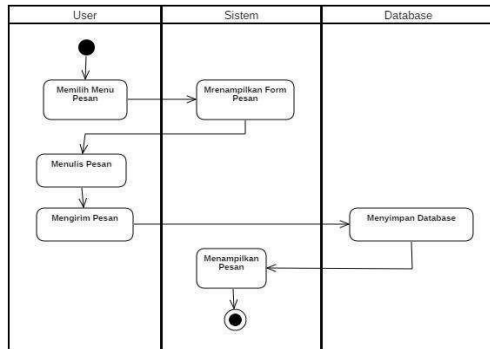 User
Sistem
Database
Memilih Menu
Pesan
Mrenampilkan Form
Pesan
Menulis Pesan
Mengirim Pesan
Menyimpan Database
Menampilkan
Pesan